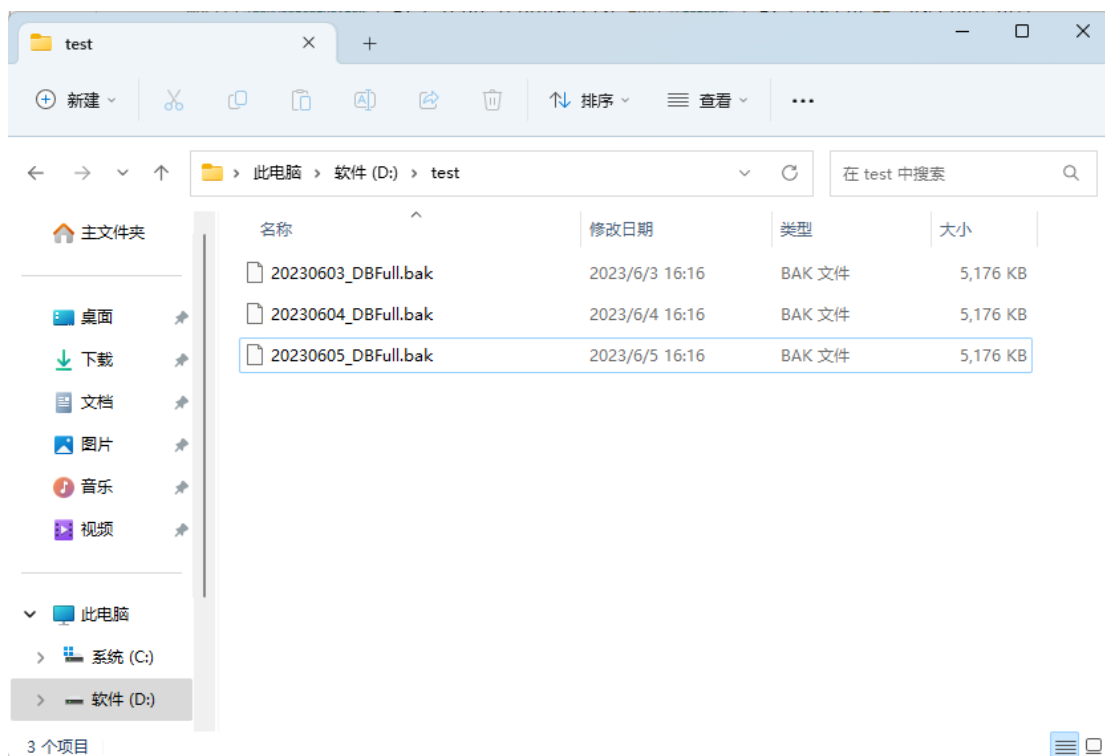 test
新建
排序
查看
此电脑 > 软件 (D:) > test
在 test 中搜索
主文件夹
桌面
下载
文档
图片
音乐
视频
此电脑
系统 (C:)
软件 (D:)
名称 修改日期 类型 大小
20230603_DBFull.bak 2023/6/3 16:16 BAK 文件 5,176 KB
20230604_DBFull.bak 2023/6/4 16:16 BAK 文件 5,176 KB
20230605_DBFull.bak 2023/6/5 16:16 BAK 文件 5,176 KB
3 个项目